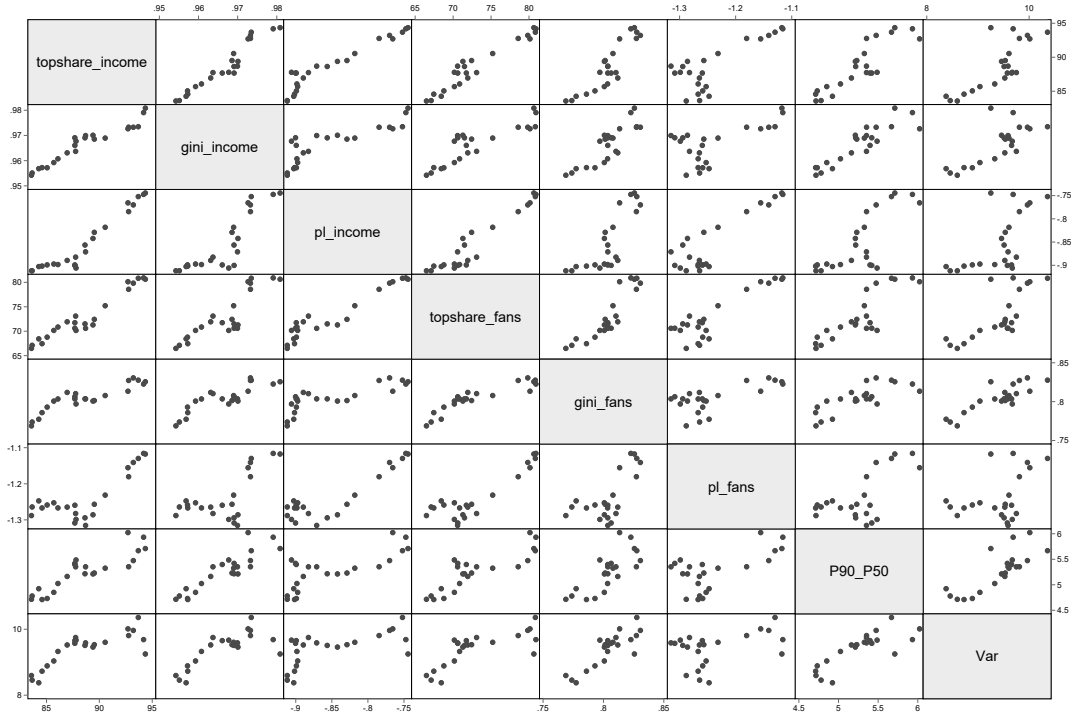 .95 .96 .97 .98 65 70 75 80 -1.3 -1.2 -1.1 8 10
topshare_income
95
90
85
.98
.97
.96
.95
gini_income
pl_income
-.75
-.8
-.85
-.9
80
75
70
65
topshare_fans
gini_fans
.85
.8
.75
-1.1
-1.2
-1.3
pl_fans
P90_P50
6
5.5
5
4.5
10
8
Var
85 90 95 -.9 -.85 -.8 -.75 .75 .8 .85 4.5 5 5.5 6